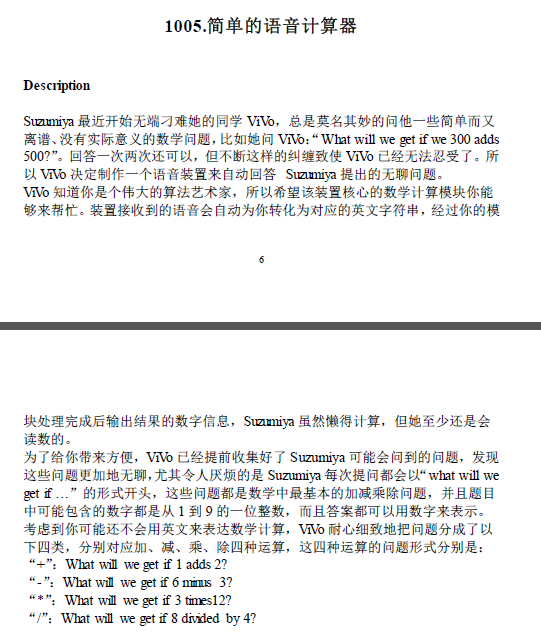 1005.简单的语音计算器
Description
Suzumiya 最近开始无端刁难她的同学 ViVo，总是莫名其妙的问他一些简单而又
离谱、没有实际意义的数学问题，比如她问 ViVo：“What will we get if we 300 adds
500?”。回答一次两次还可以，但不断这样的纠缠致使 ViVo 已经无法忍受了。所
以 ViVo 决定制作一个语音装置来自动回答 Suzumiya 提出的无聊问题。
ViVo 知道你是个伟大的算法艺术家，所以希望该装置核心的数学计算模块你能
够来帮忙。装置接收到的语音会自动为你转化为对应的英文字符串，经过你的模
6
块处理完成后输出结果的数字信息，Suzumiya 虽然懒得计算，但她至少还是会
读数的。
为了给你带来方便，ViVo 已经提前收集好了 Suzumiya 可能会问到的问题，发现
这些问题更加地无聊，尤其令人厌烦的是 Suzumiya 每次提问都会以“what will we
get if …” 的形式开头，这些问题都是数学中最基本的加减乘除问题，并且题目
中可能包含的数字都是从 1 到 9 的一位整数，而且答案都可以用数字来表示。
考虑到你可能还不会用英文来表达数学计算，ViVo 耐心细致地把问题分成了以
下四类，分别对应加、减、乘、除四种运算，这四种运算的问题形式分别是：
“+”：What will we get if 1 adds 2?
“-”：What will we get if 6 minus 3?
“*”：What will we get if 3 times12?
“/”：What will we get if 8 divided by 4?